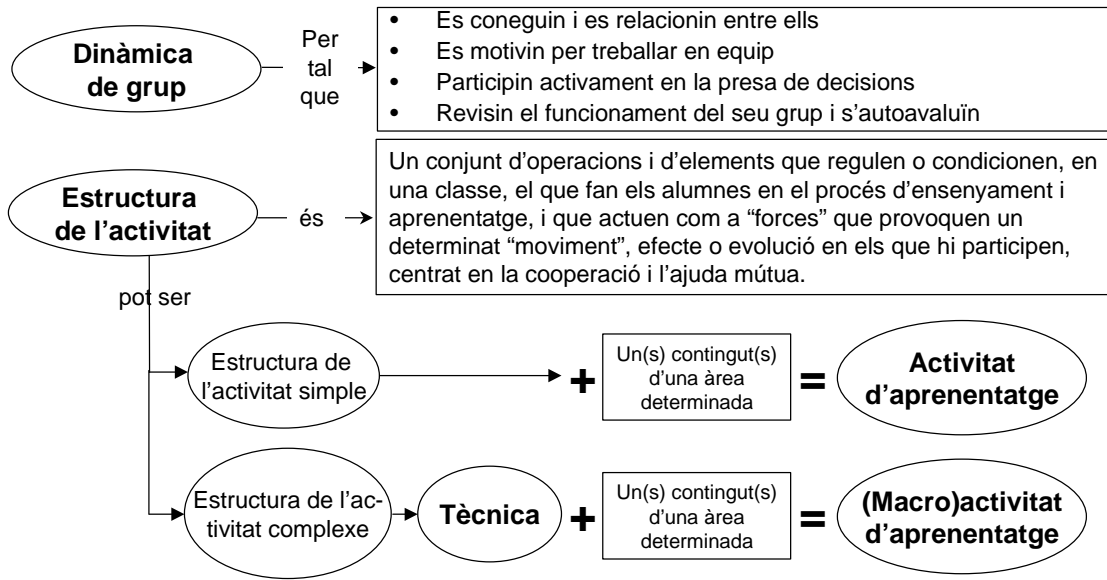 Dinàmica
de grup
Per
tal
que
• Es coneguin i es relacionin entre ells
• Es motivin per treballar en equip
• Participin activament en la presa de decisions
• Revisin el funcionament del seu grup i s’autoavaluïn
Estructura
de l’activitat
és
Un conjunt d’operacions i d’elements que regulen o condicionen, en
una classe, el que fan els alumnes en el procés d’ensenyament i
aprenentatge, i que actuen com a “forces” que provoquen un
determinat “moviment”, efecte o evolució en els que hi participen,
centrat en la cooperació i l’ajuda mútua.
pot ser
Estructura de
l’activitat simple
+
Un(s) contingut(s)
d’una àrea
determinada
=
Activitat
d’aprenentatge
Estructura de l’ac-
tivitat complexe
Tècnica
+
Un(s) contingut(s)
d’una àrea
determinada
=
(Macro)activitat
d’aprenentatge